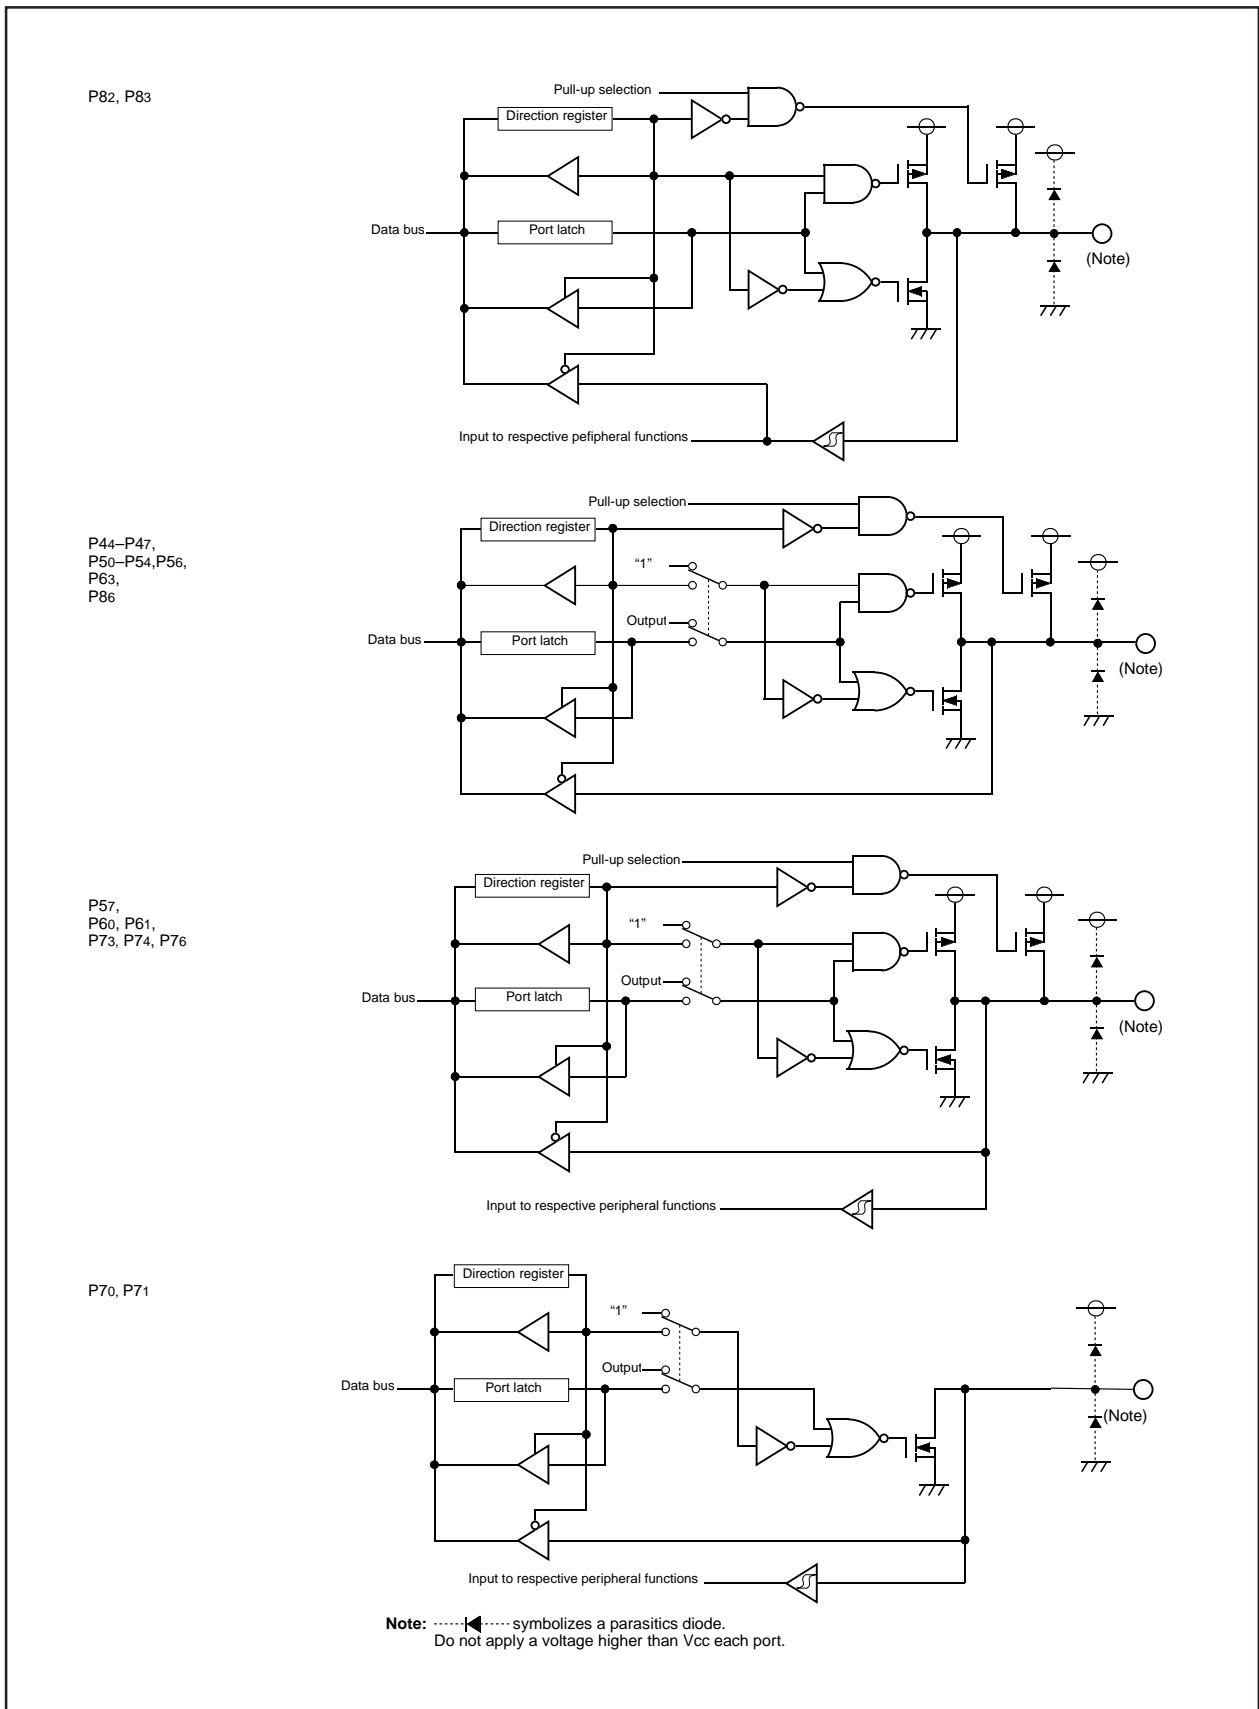 P82, P83
Pull-up selection
Direction register
Data bus
Port latch
(Note)
Input to respective pefipheral functions
P44–P47,
P50–P54,P56,
P63,
P86
Pull-up selection
Direction register
“1”
Output
Data bus
Port latch
(Note)
P57,
P60, P61,
P73, P74, P76
Pull-up selection
Direction register
“1”
Output
Data bus
Port latch
(Note)
Input to respective peripheral functions
P70, P71
Direction register
“1”
Output
Data bus
Port latch
(Note)
Input to respective peripheral functions
Note: symbolizes a parasitics diode.
Do not apply a voltage higher than Vcc each port.